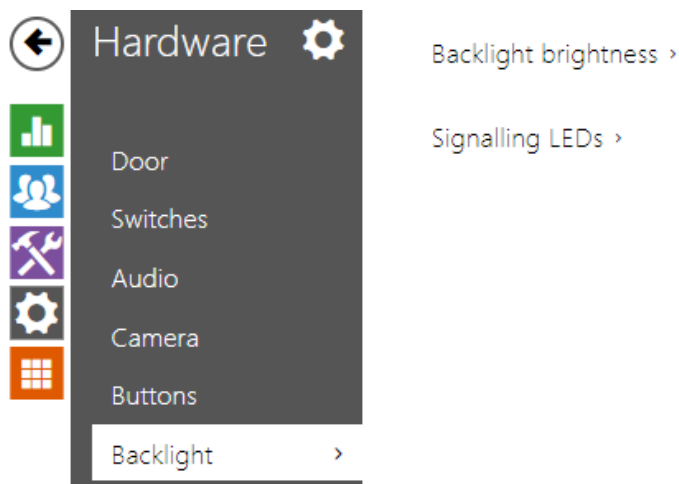 Hardware
Door
Switches
Audio
Camera
Buttons
Backlight
Backlight brightness
Signalling LEDs